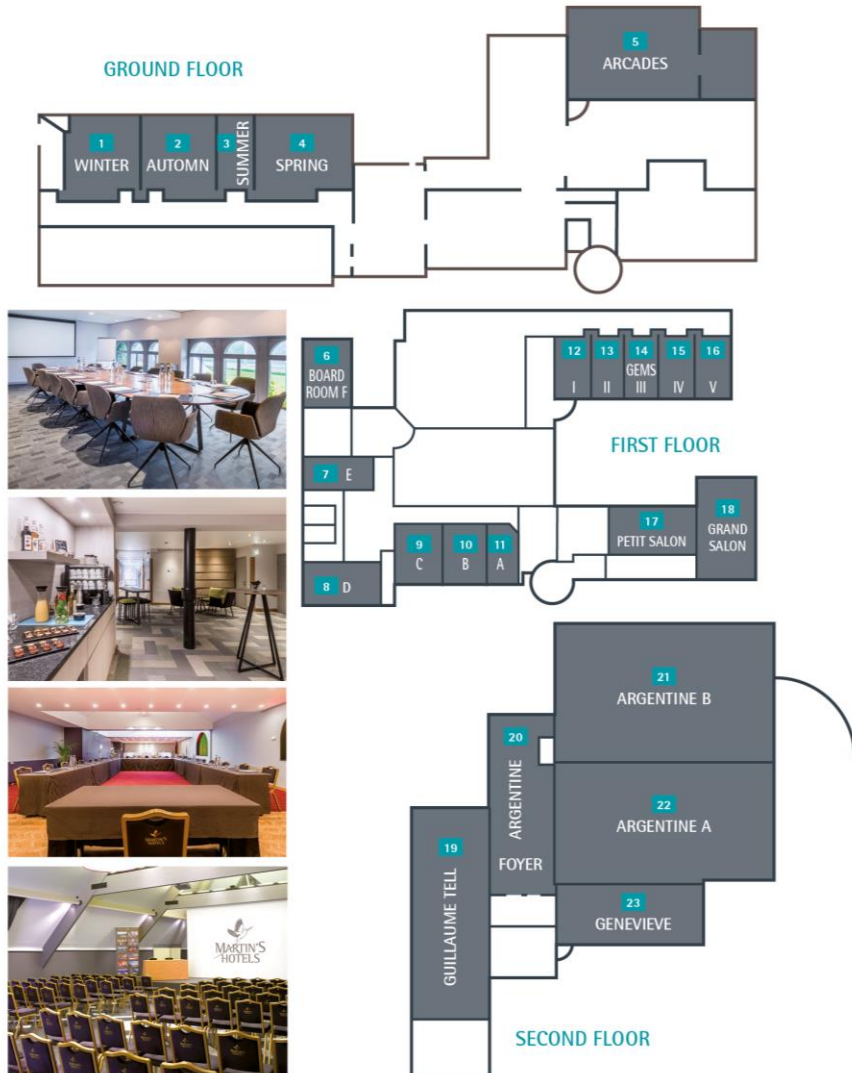 GROUND FLOOR
5
ARCADES
1
WINTER
2
AUTOMN
3
SUMMER
4
SPRING
6
BOARD
ROOM F
7 E
8 D
9
C
10
B
11
A
12
I
13
II
14
GEMS
III
15
IV
16
V
FIRST FLOOR
17
PETIT SALON
18
GRAND
SALON
21
ARGENTINE B
20
ARGENTINE
FOYER
22
ARGENTINE A
19
GUILLAUME TELL
23
GENEVIEVE
SECOND FLOOR
MARTIN'S
HOTELS
MARTIN'S
HOTELS